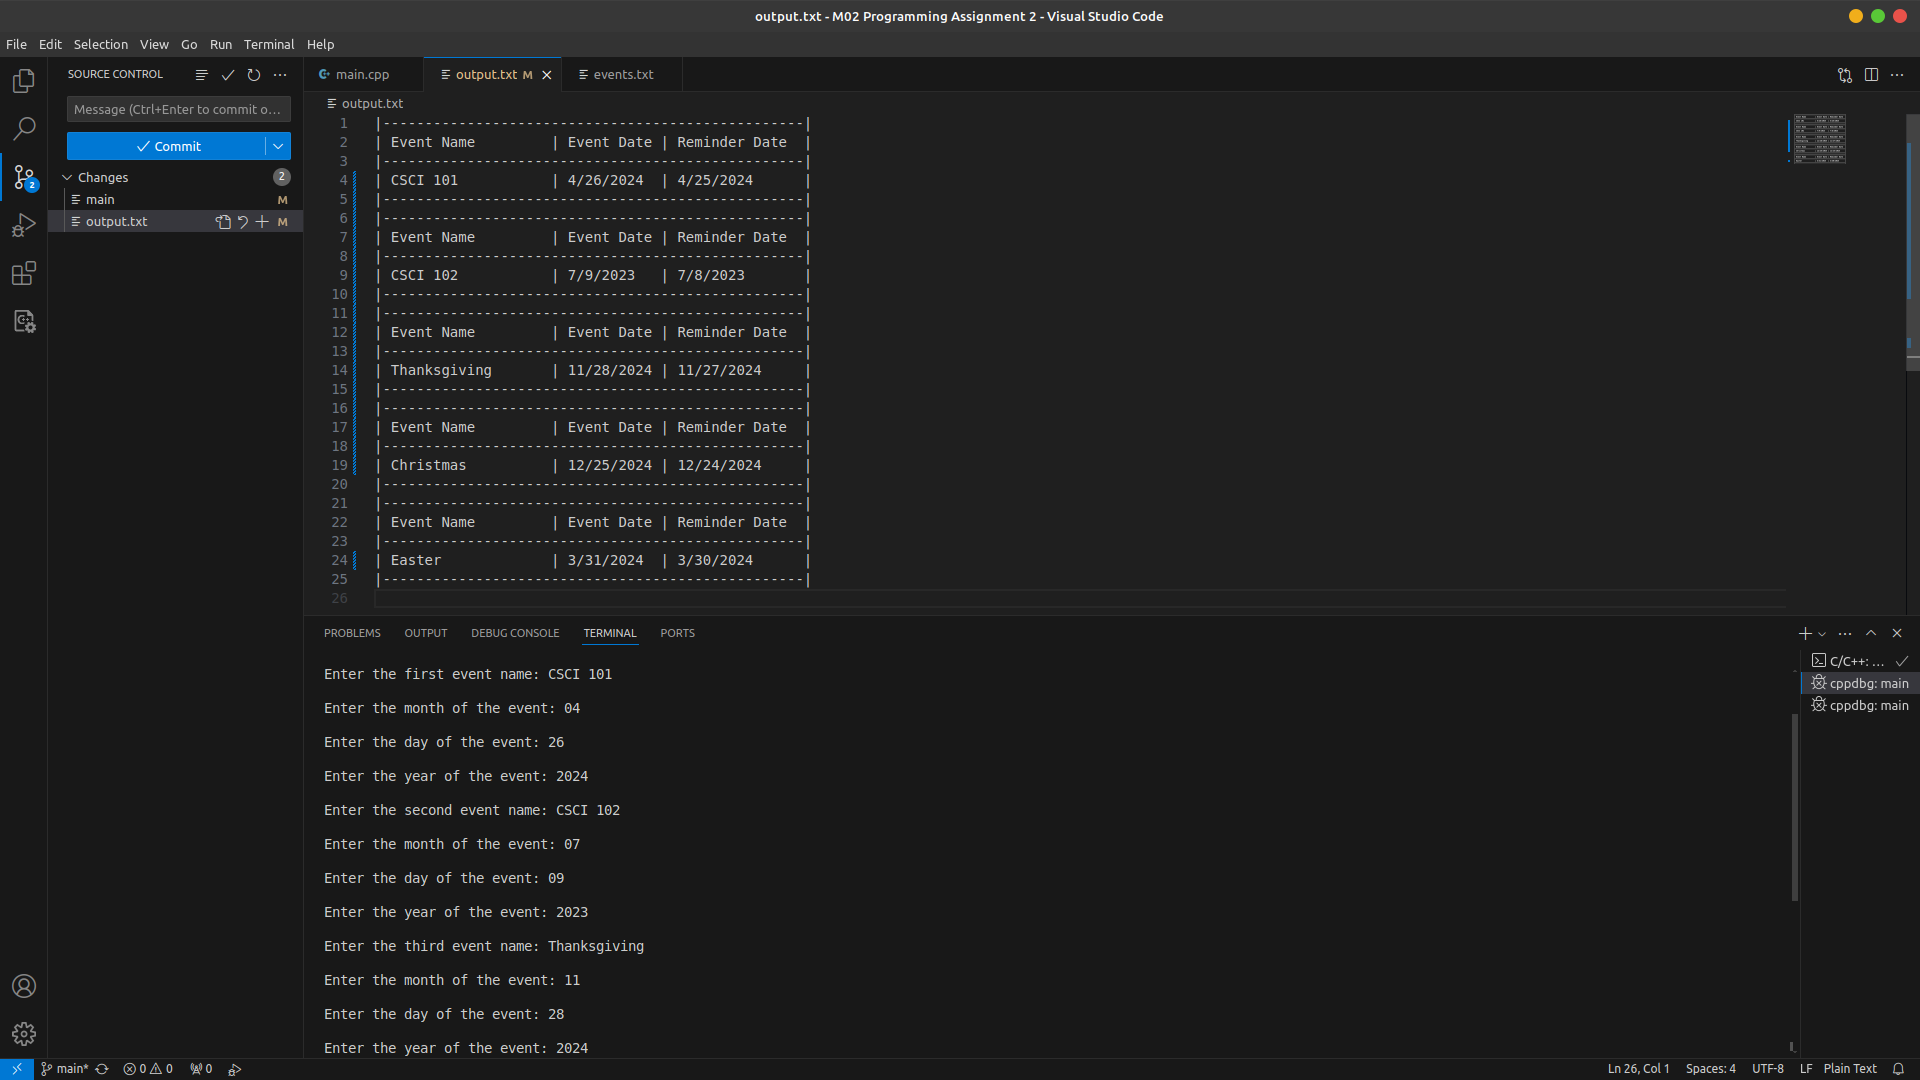 output.txt - M02 Programming Assignment 2 - Visual Studio Code
File Edit Selection View Go Run Terminal Help
SOURCE CONTROL
Message (Ctrl+Enter to commit o...
Commit
Changes 2
main M
output.txt M
2
main.cpp output.txt M events.txt
output.txt
1 |--------------------------------------------------|
2 | Event Name         | Event Date | Reminder Date  |
3 |--------------------------------------------------|
4 | CSCI 101           | 4/26/2024  | 4/25/2024      |
5 |--------------------------------------------------|
6 |--------------------------------------------------|
7 | Event Name         | Event Date | Reminder Date  |
8 |--------------------------------------------------|
9 | CSCI 102           | 7/9/2023   | 7/8/2023       |
10 |--------------------------------------------------|
11 |--------------------------------------------------|
12 | Event Name         | Event Date | Reminder Date  |
13 |--------------------------------------------------|
14 | Thanksgiving       | 11/28/2024 | 11/27/2024     |
15 |--------------------------------------------------|
16 |--------------------------------------------------|
17 | Event Name         | Event Date | Reminder Date  |
18 |--------------------------------------------------|
19 | Christmas          | 12/25/2024 | 12/24/2024     |
20 |--------------------------------------------------|
21 |--------------------------------------------------|
22 | Event Name         | Event Date | Reminder Date  |
23 |--------------------------------------------------|
24 | Easter             | 3/31/2024  | 3/30/2024      |
25 |--------------------------------------------------|
26
PROBLEMS OUTPUT DEBUG CONSOLE TERMINAL PORTS
Enter the first event name: CSCI 101
Enter the month of the event: 04
Enter the day of the event: 26
Enter the year of the event: 2024
Enter the second event name: CSCI 102
Enter the month of the event: 07
Enter the day of the event: 09
Enter the year of the event: 2023
Enter the third event name: Thanksgiving
Enter the month of the event: 11
Enter the day of the event: 28
Enter the year of the event: 2024
C/C++: ...
cppdbg: main
cppdbg: main
main* 0 0 0 Ln 26, Col 1 Spaces: 4 UTF-8 LF Plain Text